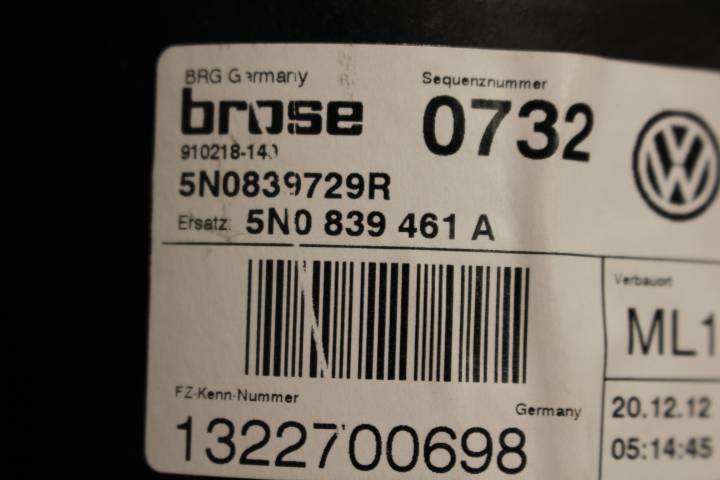 BRG Germany
brose
910218-140
5N0839729R
Ersatz: 5N0 839 461 A
Sequenznummer
0732
Verbauort
ML1
FZ-Kenn-Nummer
Germany
1322700698
20.12.12
05:14:45